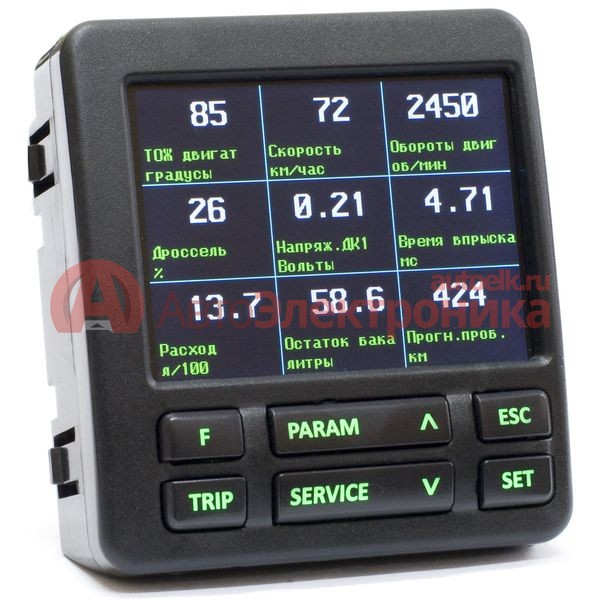 85
72
2450
ТОЖ двигат
градусы
Скорость
км/час
Обороты двиг
об/мин
26
0.21
4.71
Дроссель
%
Напряж.ДК1
Вольты
Время впрыска
мс
13.7
58.6
424
Расход
л/100
Остаток бака
литры
Прогн.проб.
км
autoelk.ru
АвтоЭлектроника
F
PARAM
ESC
TRIP
SERVICE
SET